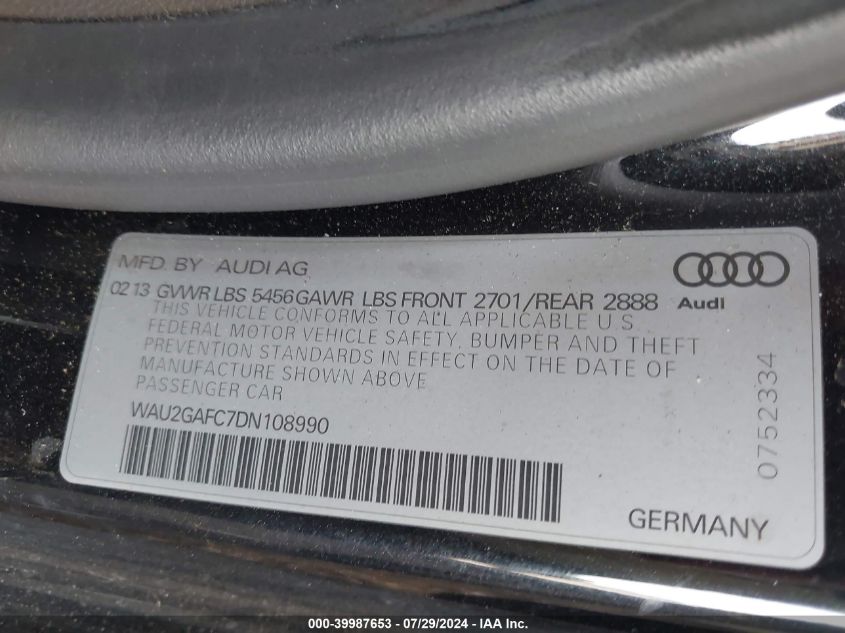 MFD. BY AUDI AG
02 13 GVWR LBS 5456 GAWR LBS FRONT 2701/REAR 2888
Audi
THIS VEHICLE CONFORMS TO ALL APPLICABLE U.S.
FEDERAL MOTOR VEHICLE SAFETY, BUMPER AND THEFT
PREVENTION STANDARDS IN EFFECT ON THE DATE OF
MANUFACTURE SHOWN ABOVE
PASSENGER CAR
WAU2GAFC7DN108990
0752334
GERMANY
000-39987653 - 07/29/2024 - IAA Inc.